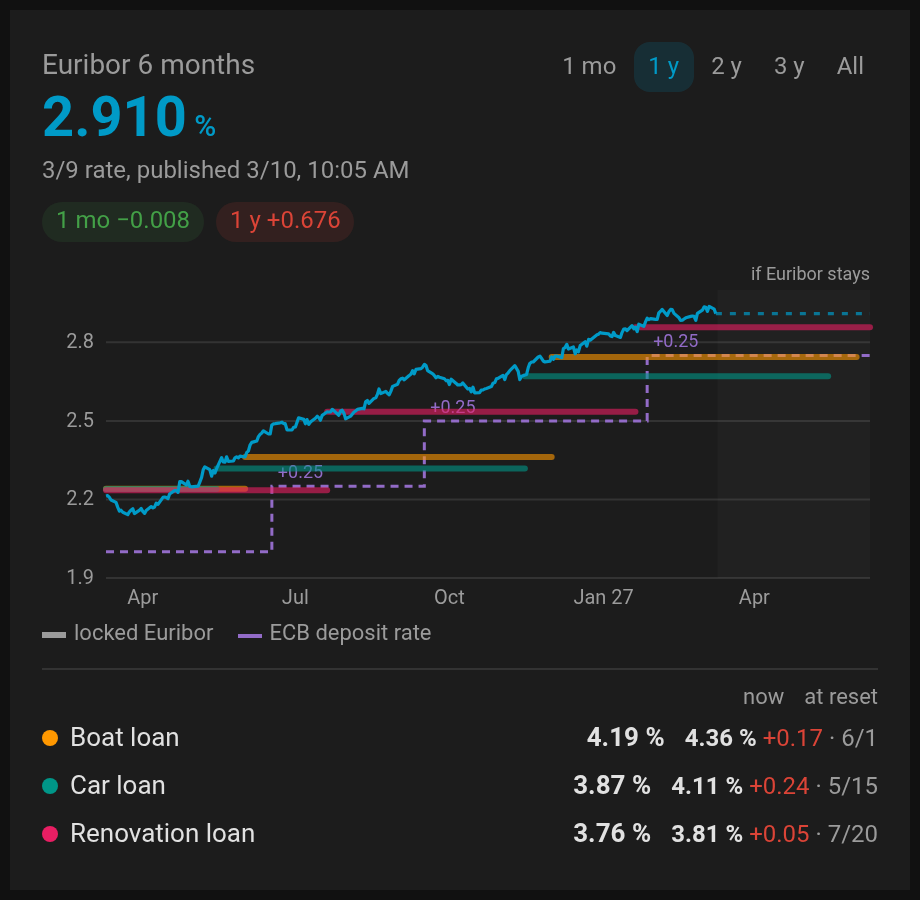 Euribor 6 months
1 mo 1 y 2 y 3 y All
2.910 %
3/9 rate, published 3/10, 10:05 AM
1 mo −0.008 1 y +0.676
if Euribor stays
2.8
+0.25
2.5
+0.25
+0.25
2.2
1.9
Apr Jul Oct Jan 27 Apr
locked Euribor ECB deposit rate
now at reset
Boat loan 4.19 % 4.36 % +0.17 · 6/1
Car loan 3.87 % 4.11 % +0.24 · 5/15
Renovation loan 3.76 % 3.81 % +0.05 · 7/20